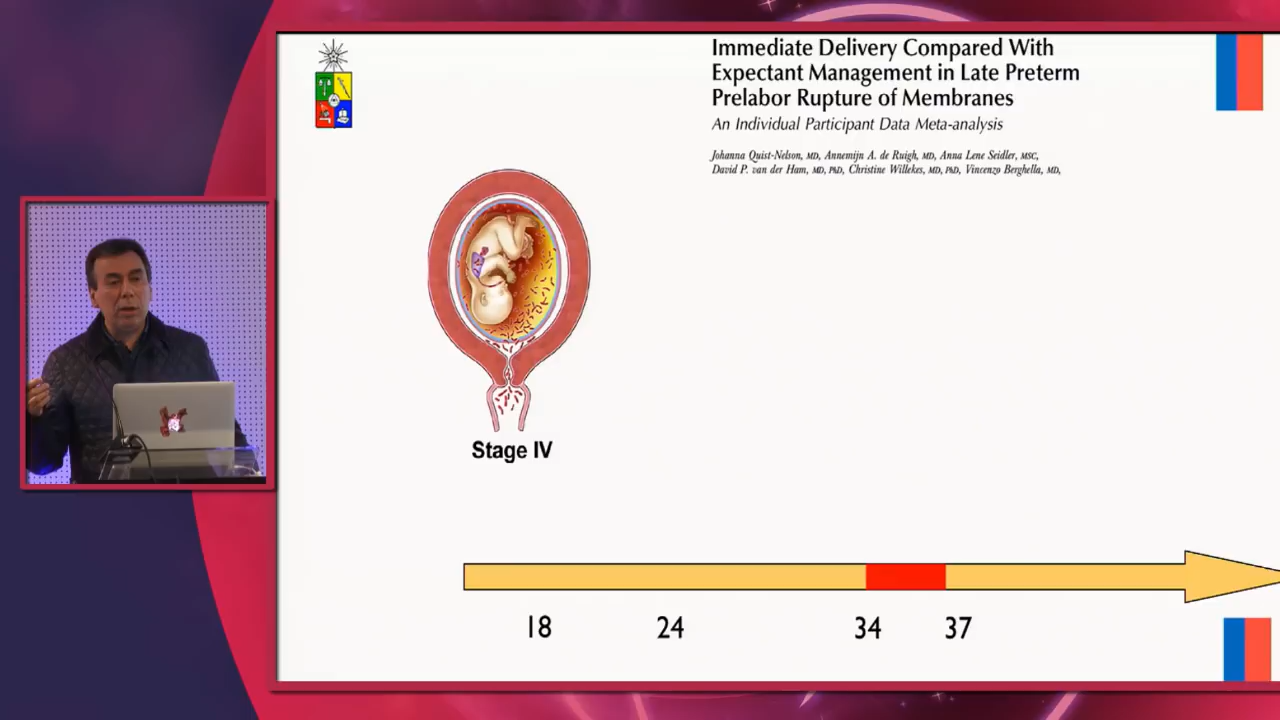 Immediate Delivery Compared With
Expectant Management in Late Preterm
Prelabor Rupture of Membranes
An Individual Participant Data Meta-analysis
Johanna Quist-Nelson, MD, Annemijn A. de Ruigh, MD, Anna Lene Seidler, MSC,
David P. van der Ham, MD, PhD, Christine Willekes, MD, PhD, Vincenzo Berghella, MD,
Stage IV
18 24 34 37